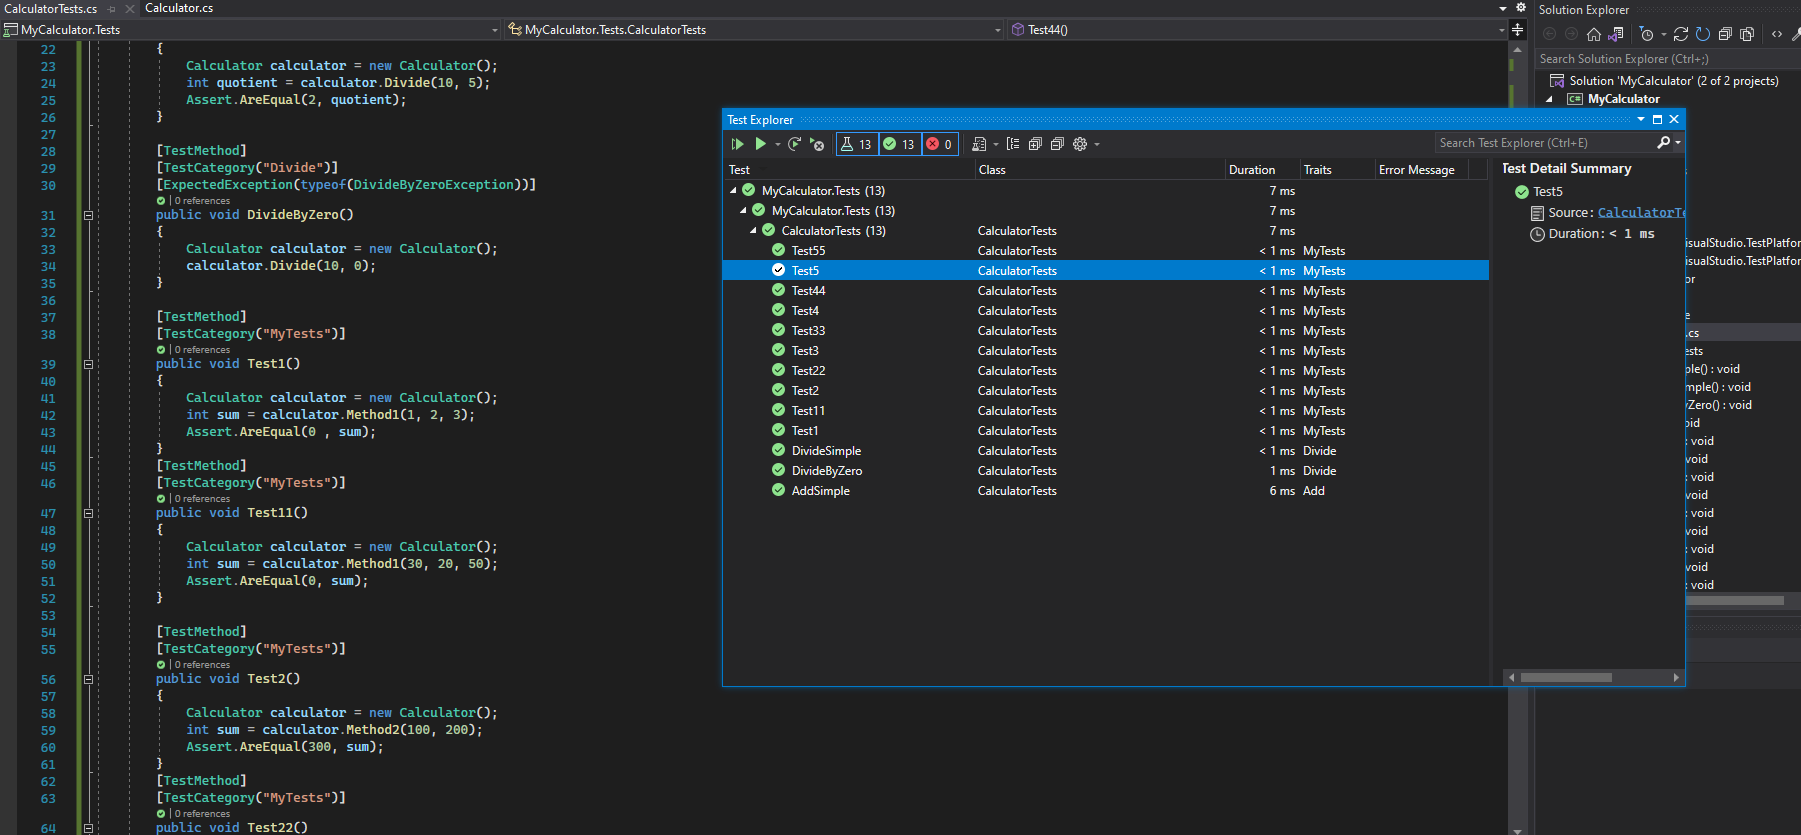 CalculatorTests.cs
Calculator.cs
MyCalculator.Tests
MyCalculator.Tests.CalculatorTests
Test44()
22 {
23 Calculator calculator = new Calculator();
24 int quotient = calculator.Divide(10, 5);
25 Assert.AreEqual(2, quotient);
26 }
27
28 [TestMethod]
29 [TestCategory("Divide")]
30 [ExpectedException(typeof(DivideByZeroException))]
| 0 references
31 public void DivideByZero()
32 {
33 Calculator calculator = new Calculator();
34 calculator.Divide(10, 0);
35 }
36
37 [TestMethod]
38 [TestCategory("MyTests")]
| 0 references
39 public void Test1()
40 {
41 Calculator calculator = new Calculator();
42 int sum = calculator.Method1(1, 2, 3);
43 Assert.AreEqual(0 , sum);
44 }
45 [TestMethod]
46 [TestCategory("MyTests")]
| 0 references
47 public void Test11()
48 {
49 Calculator calculator = new Calculator();
50 int sum = calculator.Method1(30, 20, 50);
51 Assert.AreEqual(0, sum);
52 }
53
54 [TestMethod]
55 [TestCategory("MyTests")]
| 0 references
56 public void Test2()
57 {
58 Calculator calculator = new Calculator();
59 int sum = calculator.Method2(100, 200);
60 Assert.AreEqual(300, sum);
61 }
62 [TestMethod]
63 [TestCategory("MyTests")]
| 0 references
64 public void Test22()
Test Explorer
13 13 0
Search Test Explorer (Ctrl+E)
Test Class Duration Traits Error Message
MyCalculator.Tests (13) 7 ms
MyCalculator.Tests (13) 7 ms
CalculatorTests (13) CalculatorTests 7 ms
Test55 CalculatorTests < 1 ms MyTests
Test5 CalculatorTests < 1 ms MyTests
Test44 CalculatorTests < 1 ms MyTests
Test4 CalculatorTests < 1 ms MyTests
Test33 CalculatorTests < 1 ms MyTests
Test3 CalculatorTests < 1 ms MyTests
Test22 CalculatorTests < 1 ms MyTests
Test2 CalculatorTests < 1 ms MyTests
Test11 CalculatorTests < 1 ms MyTests
Test1 CalculatorTests < 1 ms MyTests
DivideSimple CalculatorTests < 1 ms Divide
DivideByZero CalculatorTests 1 ms Divide
AddSimple CalculatorTests 6 ms Add
Test Detail Summary
Test5
Source: CalculatorTe
Duration: < 1 ms
Solution Explorer
Search Solution Explorer (Ctrl+;)
Solution 'MyCalculator' (2 of 2 projects)
C# MyCalculator
isualStudio.TestPlatfor
isualStudio.TestPlatfor
or
e
.cs
ests
ple() : void
mple() : void
yZero() : void
oid
: void
void
: void
void
: void
void
: void
void
: void